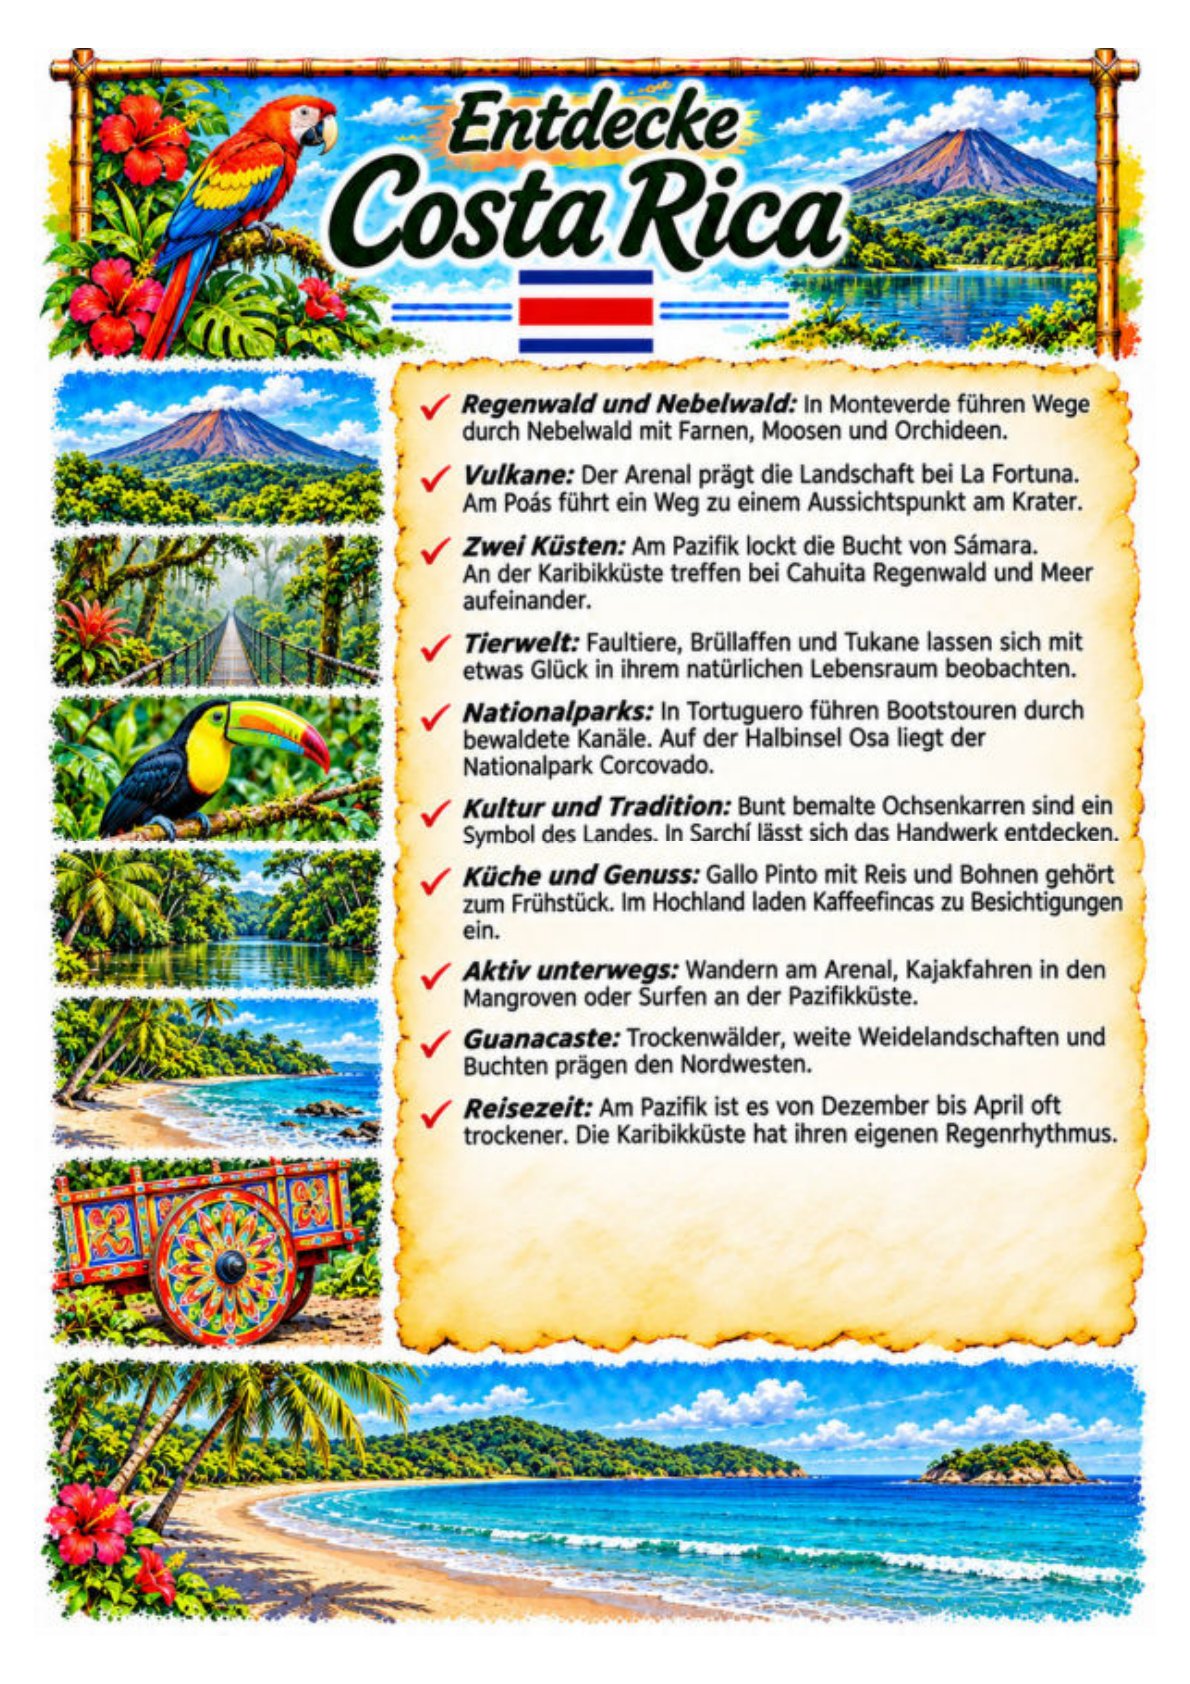 Entdecke
Costa Rica
✓ Regenwald und Nebelwald: In Monteverde führen Wege
durch Nebelwald mit Farnen, Moosen und Orchideen.
✓ Vulkane: Der Arenal prägt die Landschaft bei La Fortuna.
Am Poás führt ein Weg zu einem Aussichtspunkt am Krater.
✓ Zwei Küsten: Am Pazifik lockt die Bucht von Sámara.
An der Karibikküste treffen bei Cahuita Regenwald und Meer
aufeinander.
✓ Tierwelt: Faultiere, Brüllaffen und Tukane lassen sich mit
etwas Glück in ihrem natürlichen Lebensraum beobachten.
✓ Nationalparks: In Tortuguero führen Bootstouren durch
bewaldete Kanäle. Auf der Halbinsel Osa liegt der
Nationalpark Corcovado.
✓ Kultur und Tradition: Bunt bemalte Ochsenkarren sind ein
Symbol des Landes. In Sarchí lässt sich das Handwerk entdecken.
✓ Küche und Genuss: Gallo Pinto mit Reis und Bohnen gehört
zum Frühstück. Im Hochland laden Kaffeefincas zu Besichtigungen
ein.
✓ Aktiv unterwegs: Wandern am Arenal, Kajakfahren in den
Mangroven oder Surfen an der Pazifikküste.
✓ Guanacaste: Trockenwälder, weite Weidelandschaften und
Buchten prägen den Nordwesten.
✓ Reisezeit: Am Pazifik ist es von Dezember bis April oft
trockener. Die Karibikküste hat ihren eigenen Regenrhythmus.